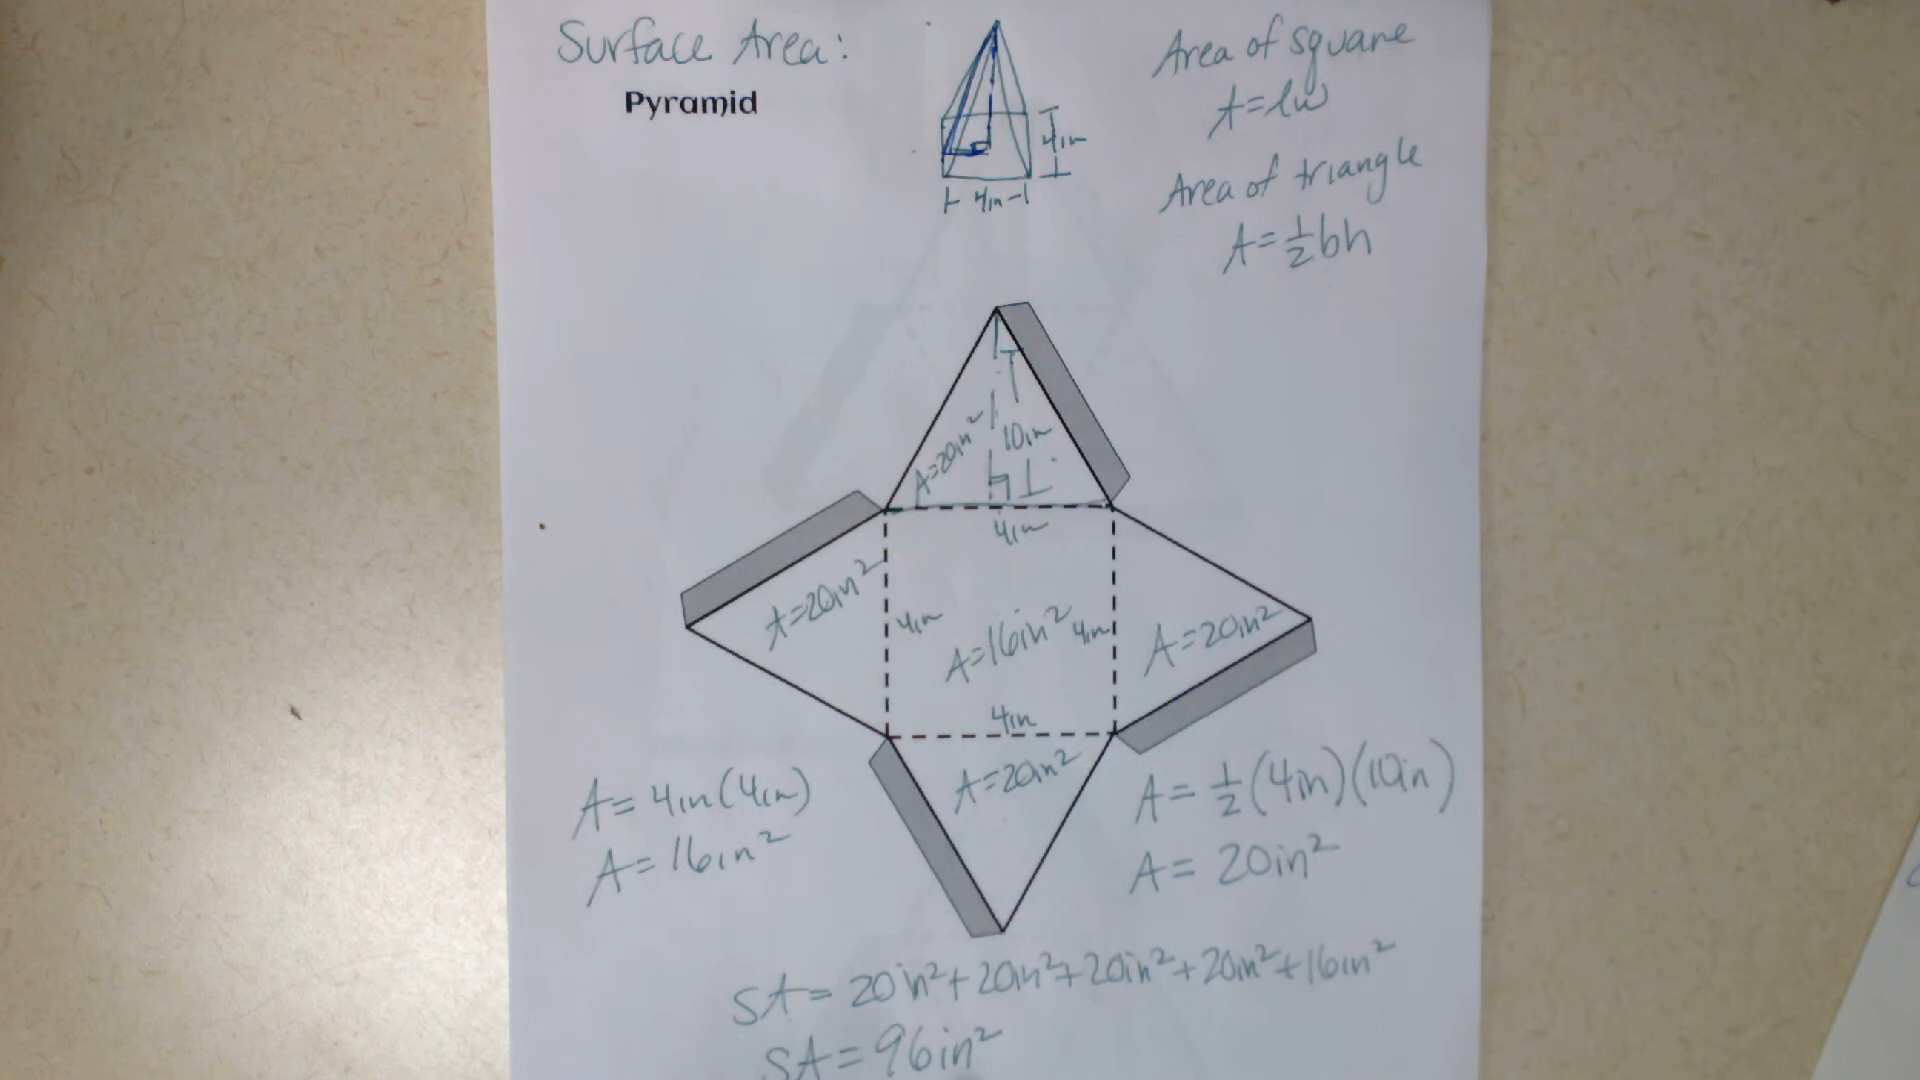 Surface Area:
Pyramid
4in
4in
Area of square
A=lw
Area of triangle
A=½bh
A=20in²
10in
4in
A=20in²
4in
A=16in²
4in
A=20in²
4in
A=20in²
A= 4in(4in)
A=16in²
A= ½(4in)(10in)
A= 20in²
SA= 20in²+20in²+20in²+20in²+16in²
SA=96in²